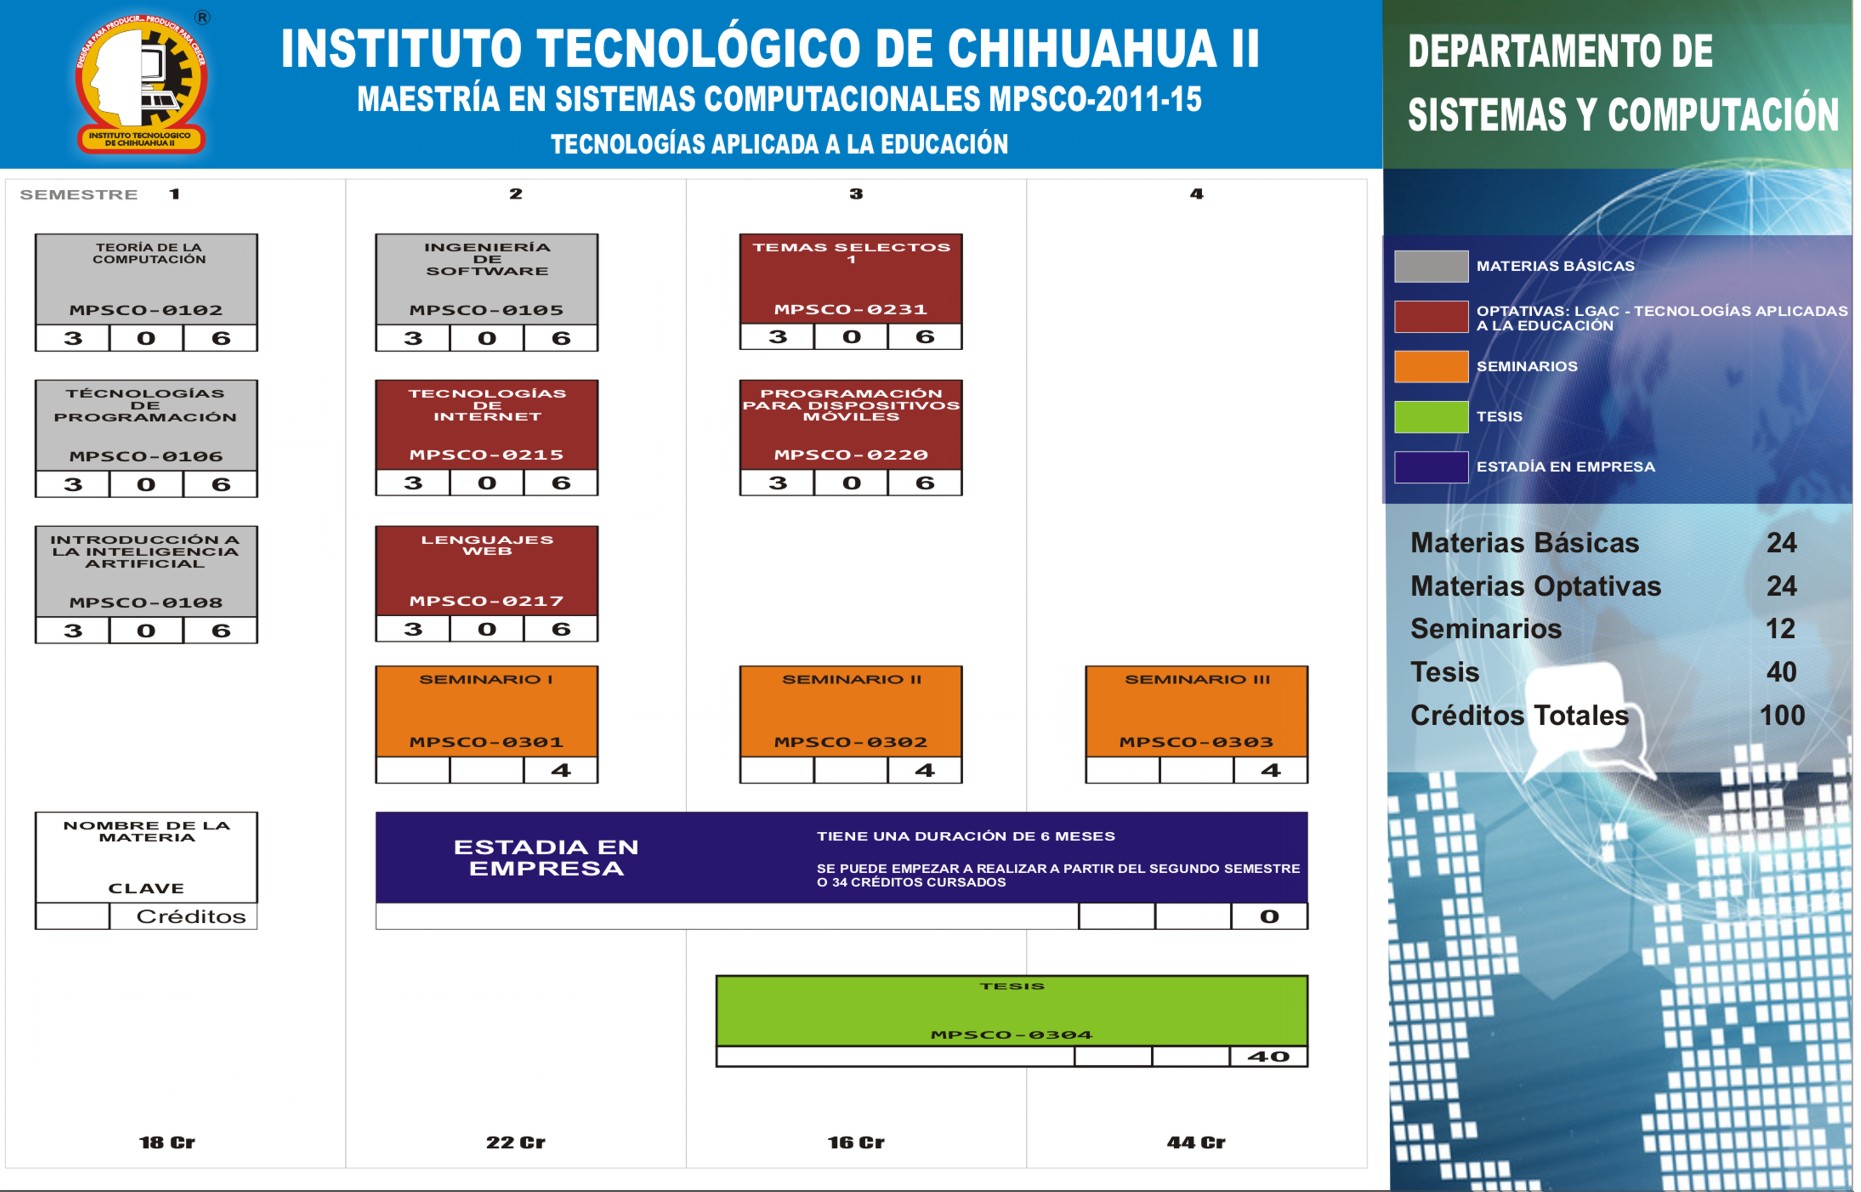 ENSEÑAR PARA PRODUCIR... PRODUCIR PARA CRECER
®
INSTITUTO TECNOLOGICO
DE CHIHUAHUA II
INSTITUTO TECNOLÓGICO DE CHIHUAHUA II
MAESTRÍA EN SISTEMAS COMPUTACIONALES MPSCO-2011-15
TECNOLOGÍAS APLICADA A LA EDUCACIÓN
DEPARTAMENTO DE
SISTEMAS Y COMPUTACIÓN
SEMESTRE 1
2
3
4
TEORÍA DE LA
COMPUTACIÓN
MPSCO-0102
3 0 6
INGENIERÍA
DE
SOFTWARE
MPSCO-0105
3 0 6
TEMAS SELECTOS
1
MPSCO-0231
3 0 6
TÉCNOLOGÍAS
DE
PROGRAMACIÓN
MPSCO-0106
3 0 6
TECNOLOGÍAS
DE
INTERNET
MPSCO-0215
3 0 6
PROGRAMACIÓN
PARA DISPOSITIVOS
MÓVILES
MPSCO-0220
3 0 6
INTRODUCCIÓN A
LA INTELIGENCIA
ARTIFICIAL
MPSCO-0108
3 0 6
LENGUAJES
WEB
MPSCO-0217
3 0 6
SEMINARIO I
MPSCO-0301
4
SEMINARIO II
MPSCO-0302
4
SEMINARIO III
MPSCO-0303
4
NOMBRE DE LA
MATERIA
CLAVE
Créditos
ESTADIA EN
EMPRESA
TIENE UNA DURACIÓN DE 6 MESES
SE PUEDE EMPEZAR A REALIZAR A PARTIR DEL SEGUNDO SEMESTRE
O 34 CRÉDITOS CURSADOS
0
TESIS
MPSCO-0304
40
18 Cr
22 Cr
16 Cr
44 Cr
MATERIAS BÁSICAS
OPTATIVAS: LGAC - TECNOLOGÍAS APLICADAS
A LA EDUCACIÓN
SEMINARIOS
TESIS
ESTADÍA EN EMPRESA
Materias Básicas 24
Materias Optativas 24
Seminarios 12
Tesis 40
Créditos Totales 100